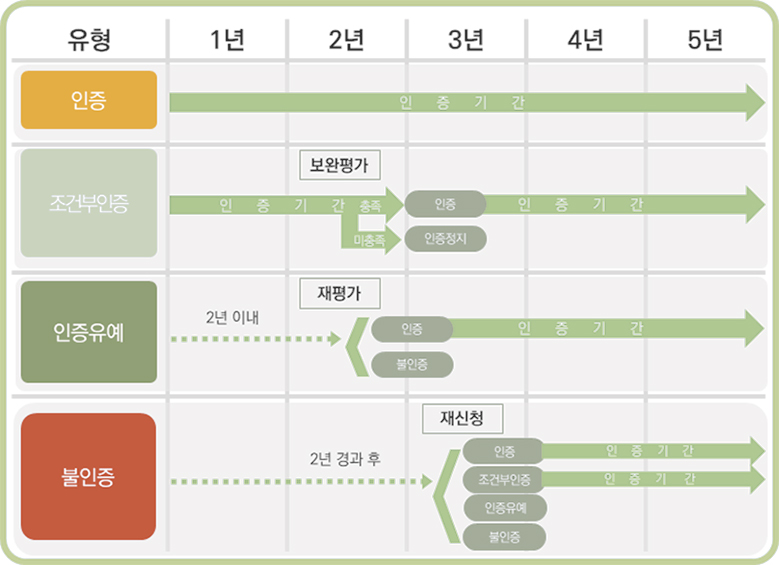 유형 1년 2년 3년 4년 5년
인증
인 증 기 간
조건부인증
보완평가
인 증 기 간 충족
미충족
인증
인 증 기 간
인증정지
인증유예
2년 이내
재평가
인증
인 증 기 간
불인증
불인증
2년 경과 후
재신청
인증
인 증 기 간
조건부인증
인 증 기 간
인증유예
불인증